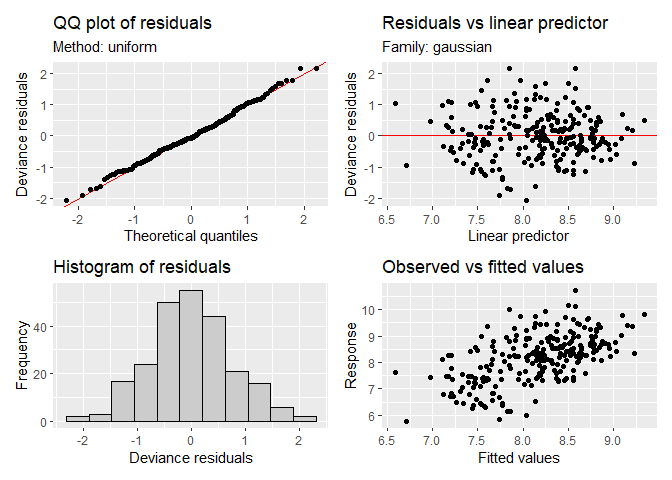 QQ plot of residuals
Method: uniform
Deviance residuals
2
1
0
-1
-2
-2
-1
0
1
2
Theoretical quantiles
Residuals vs linear predictor
Family: gaussian
Deviance residuals
2
1
0
-1
-2
6.5
7.0
7.5
8.0
8.5
9.0
Linear predictor
Histogram of residuals
Frequency
40
20
0
-2
-1
0
1
2
Deviance residuals
Observed vs fitted values
Response
10
9
8
7
6
6.5
7.0
7.5
8.0
8.5
9.0
Fitted values